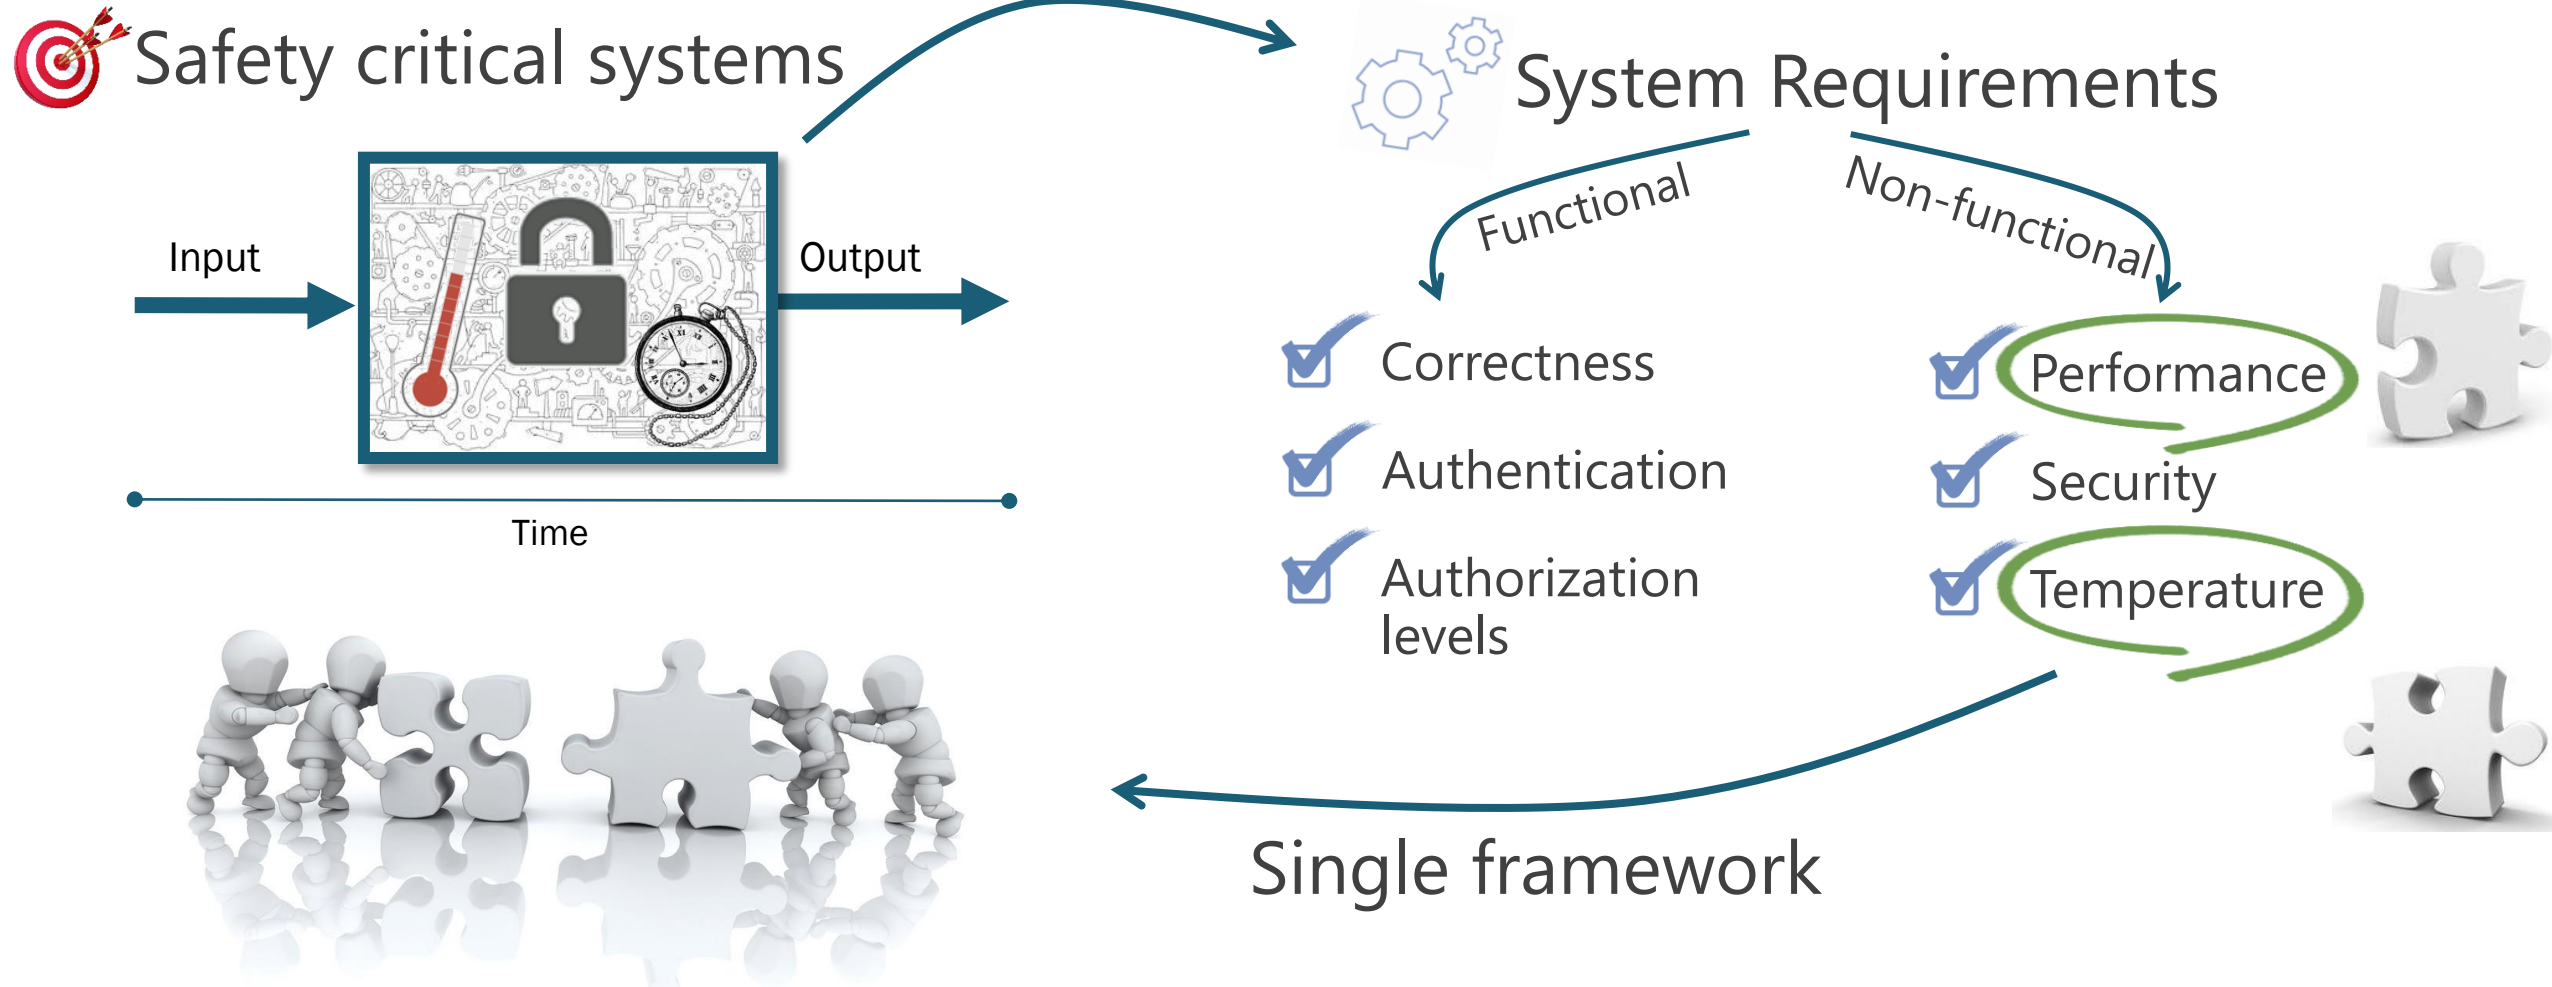 Safety critical systems
Input
Output
Time
System Requirements
Functional
Non-functional
Correctness
Authentication
Authorization
levels
Performance
Security
Temperature
Single framework